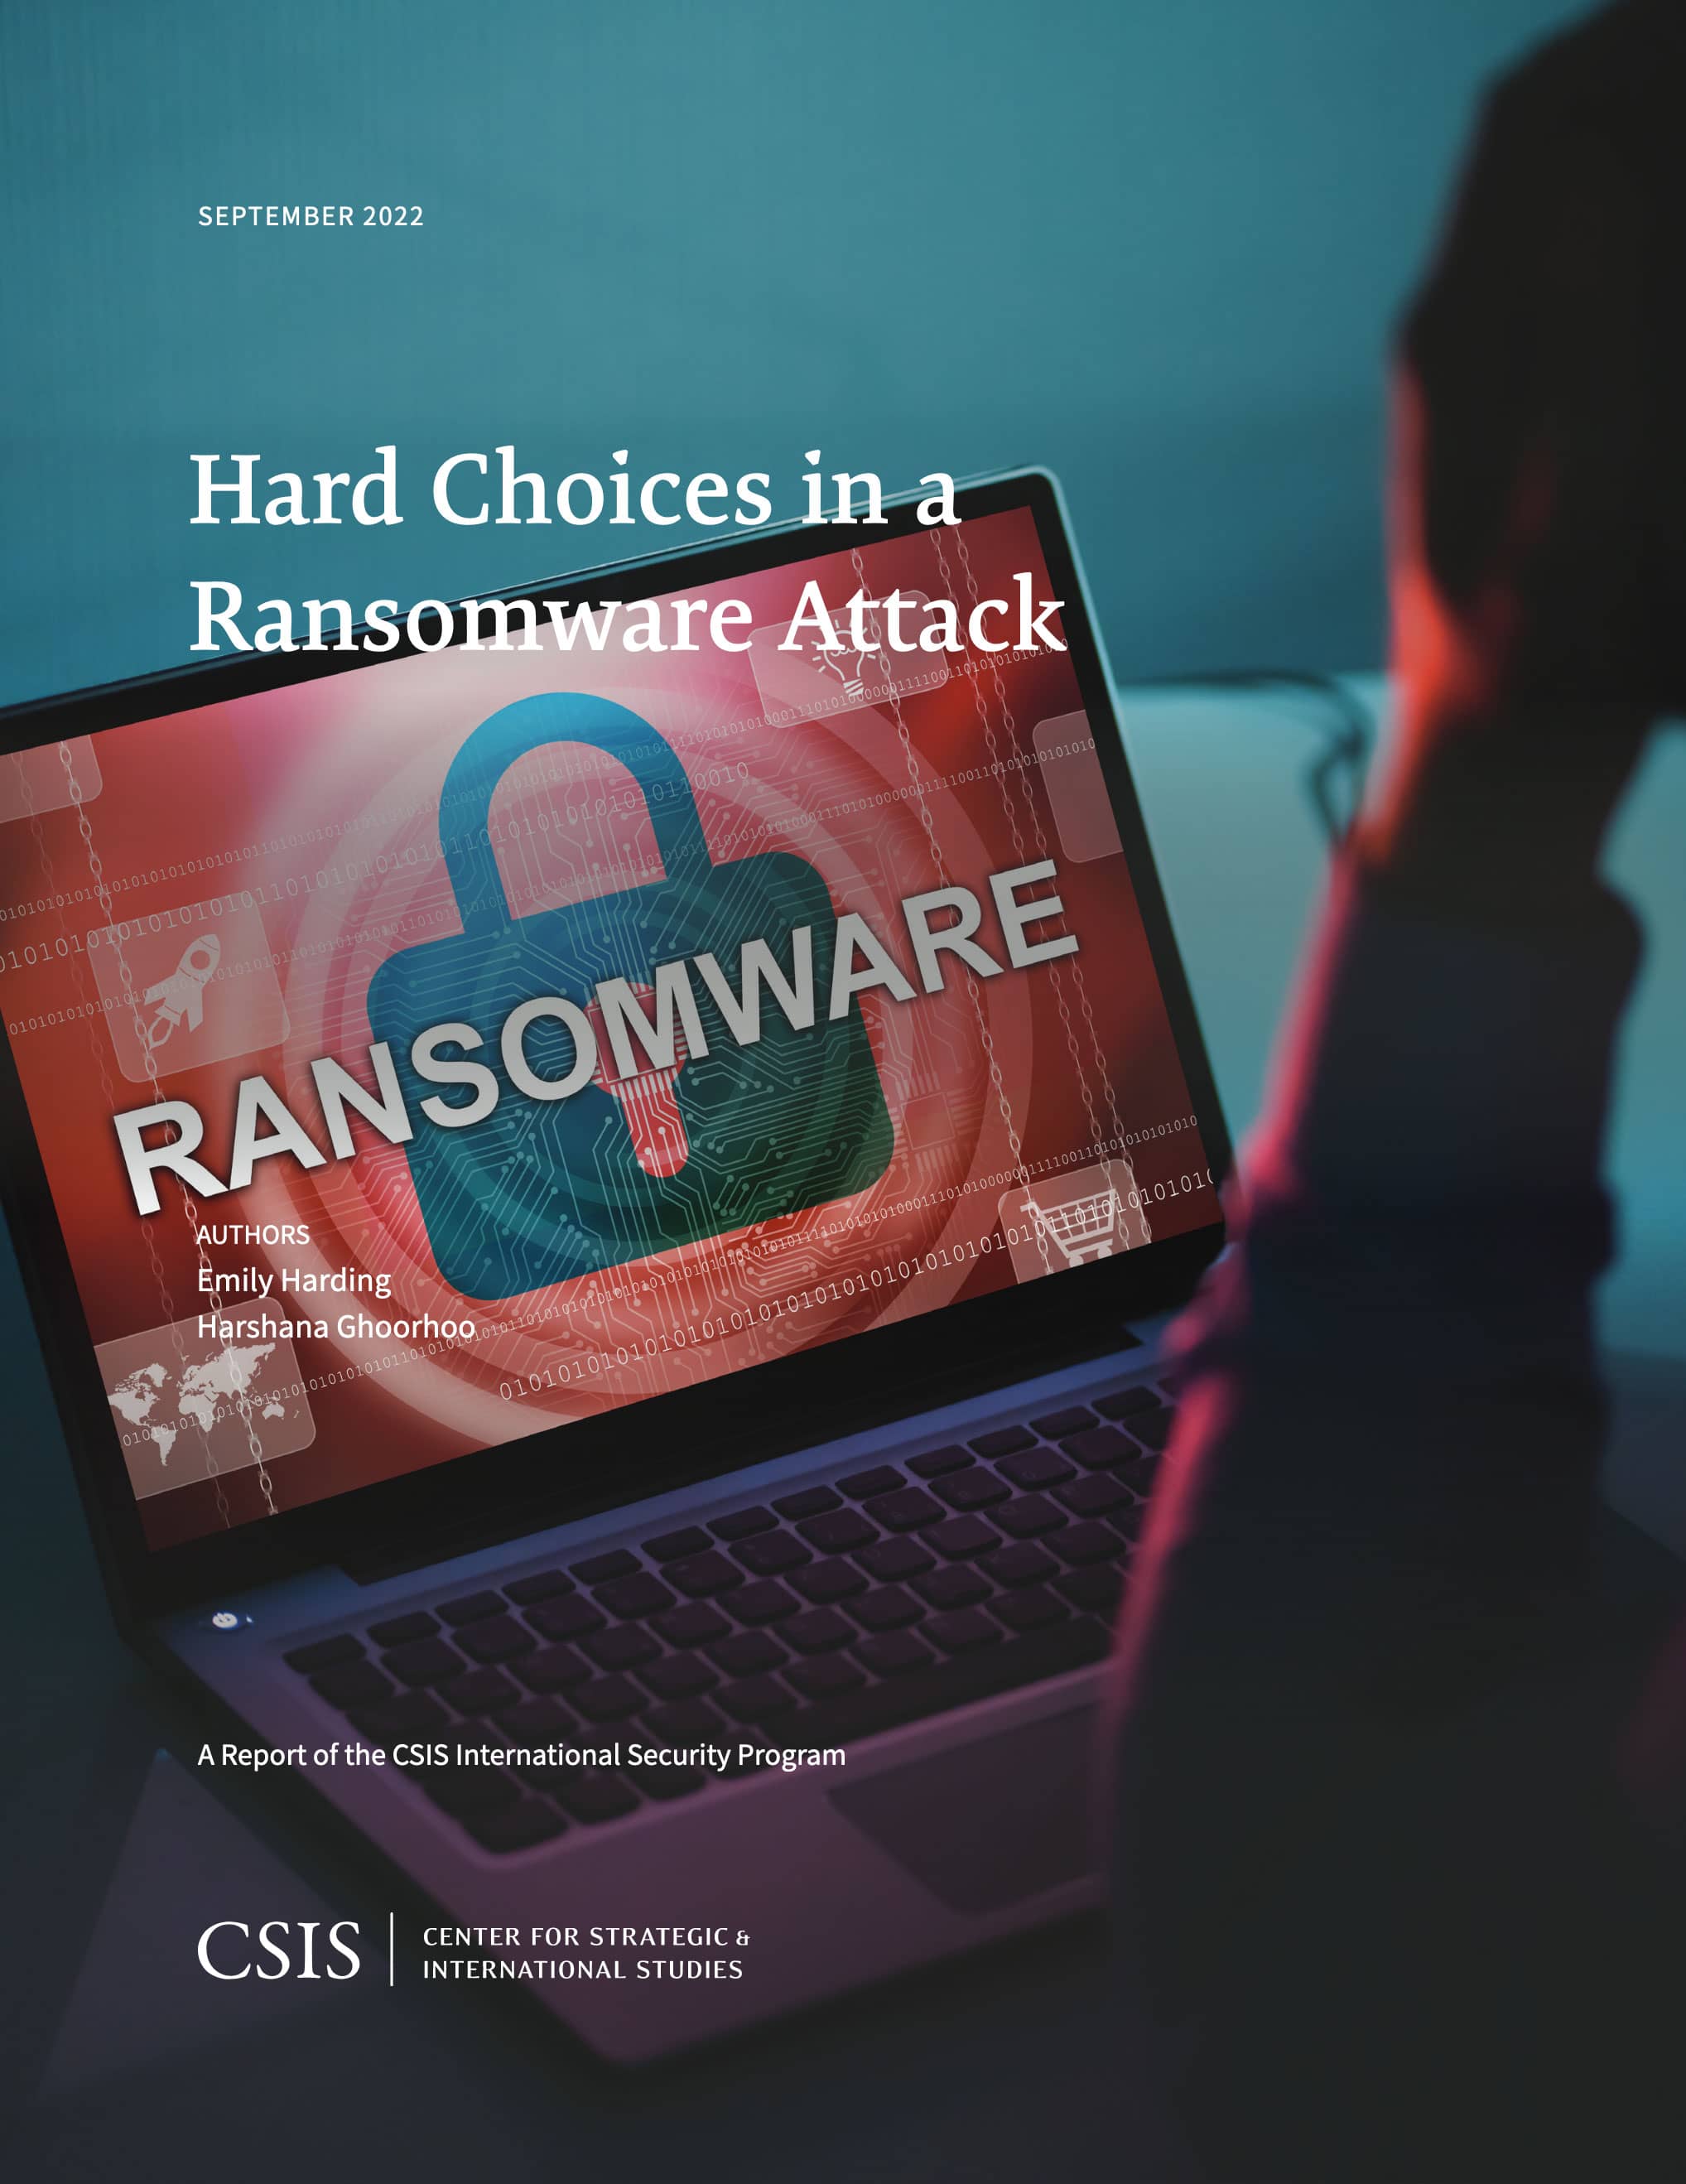 SEPTEMBER 2022
Hard Choices in a
Ransomware Attack
RANSOMWARE
AUTHORS
Emily Harding
Harshana Ghoorhoo
A Report of the CSIS International Security Program
CSIS
CENTER FOR STRATEGIC &
INTERNATIONAL STUDIES